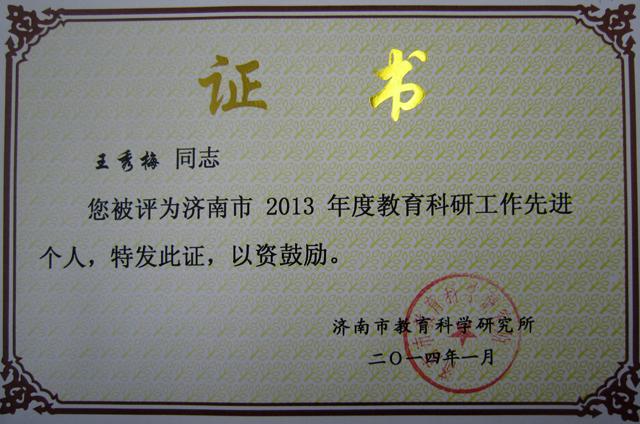 证书
王秀梅 同志
您被评为济南市 2013 年度教育科研工作先进
个人，特发此证，以资鼓励。
济南市教育科学研究所
二〇一四年一月